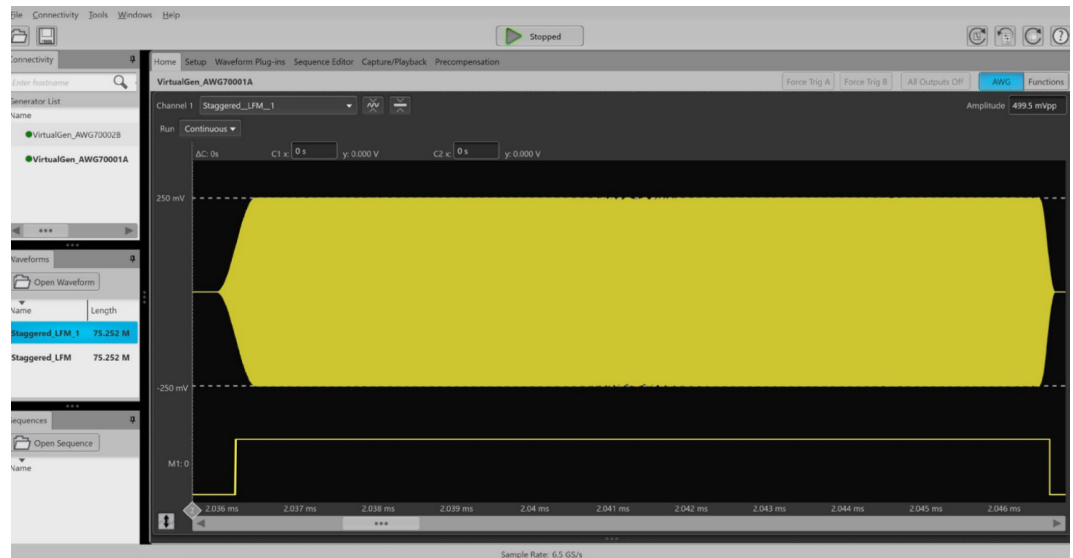 File Connectivity Tools Windows Help
Stopped
Connectivity
Enter hostname
Generator List
Name
VirtualGen_AWG70002B
VirtualGen_AWG70001A
Waveforms
Open Waveform
Name Length
Staggered_LFM_1 75.252 M
Staggered_LFM 75.252 M
Sequences
Open Sequence
Name
Home Setup Waveform Plug-ins Sequence Editor Capture/Playback Precompensation
VirtualGen_AWG70001A Force Trig A Force Trig B All Outputs Off AWG Functions
Channel 1 Staggered__LFM__1 Amplitude 499.5 mVpp
Run Continuous
ΔC: 0s C1 x: 0 s y: 0.000 V C2 x: 0 s y: 0.000 V
250 mV
-250 mV
M1: 0
2.036 ms 2.037 ms 2.038 ms 2.039 ms 2.04 ms 2.041 ms 2.042 ms 2.043 ms 2.044 ms 2.045 ms 2.046 ms
Sample Rate: 6.5 GS/s